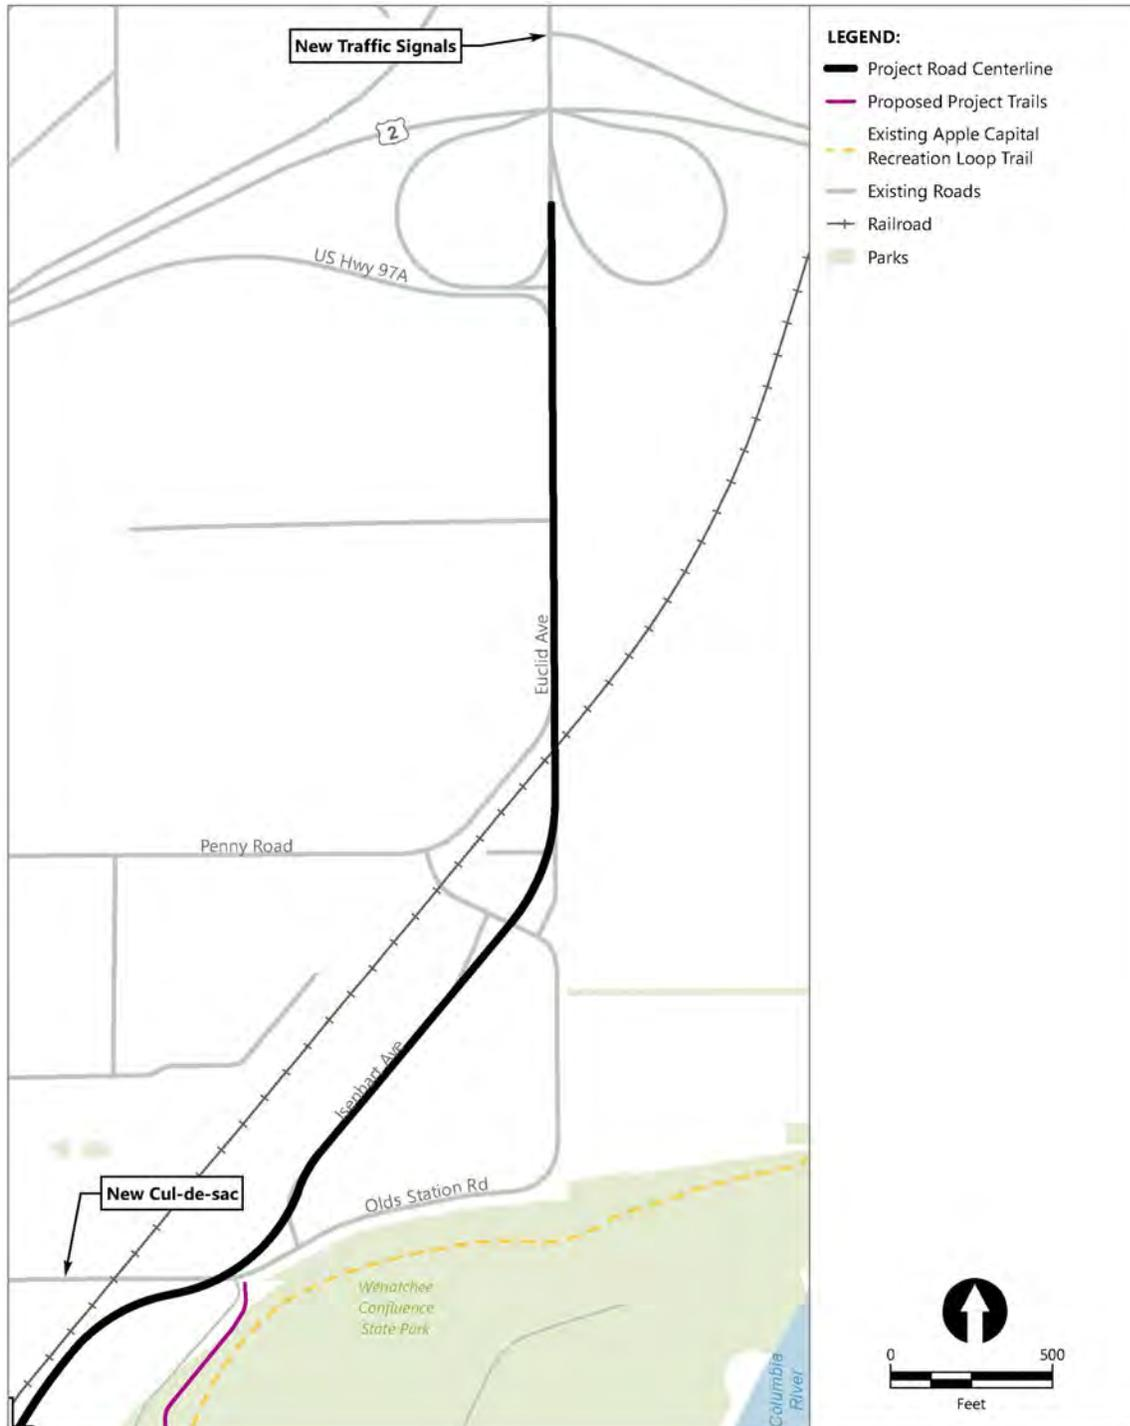 New Traffic Signals
2
US Hwy 97A
Euclid Ave
Penny Road
Isenhart Ave
New Cul-de-sac
Olds Station Rd
Wenatchee
Confluence
State Park
Columbia
River
LEGEND:
Project Road Centerline
Proposed Project Trails
Existing Apple Capital
Recreation Loop Trail
Existing Roads
Railroad
Parks
0 500
Feet